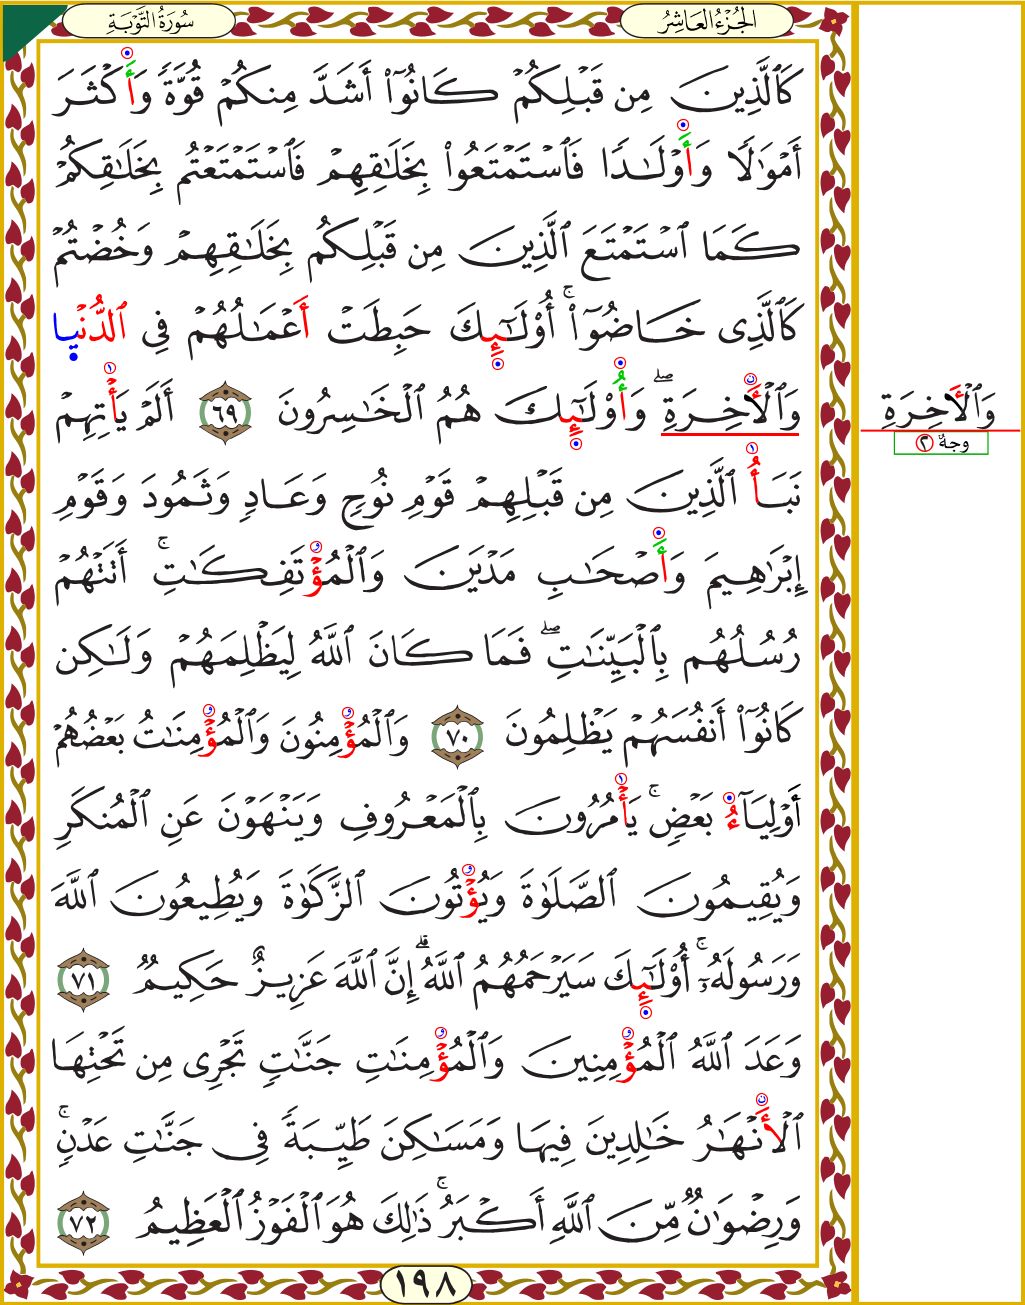 سُورَةُ التَّوْبَةِ
الجُزْءُ العَاشِرُ
كَٱلَّذِينَ مِن قَبْلِكُمْ كَانُوٓا۟ أَشَدَّ مِنكُمْ قُوَّةً وَأَكْثَرَ
أَمْوَٰلًا وَأَوْلَـٰدًا فَٱسْتَمْتَعُوا۟ بِخَلَـٰقِهِمْ فَٱسْتَمْتَعْتُم بِخَلَـٰقِكُمْ
كَمَا ٱسْتَمْتَعَ ٱلَّذِينَ مِن قَبْلِكُم بِخَلَـٰقِهِمْ وَخُضْتُمْ
كَٱلَّذِى خَاضُوٓا۟ ۚ أُو۟لَـٰٓئِكَ حَبِطَتْ أَعْمَـٰلُهُمْ فِى ٱلدُّنْيَا
وَٱلْـَٔاخِرَةِ ۖ وَأُو۟لَـٰٓئِكَ هُمُ ٱلْخَـٰسِرُونَ ٦٩ أَلَمْ يَأْتِهِمْ
وَٱلْـَٔاخِرَةِ
وجهٌ ٢
نَبَأُ ٱلَّذِينَ مِن قَبْلِهِمْ قَوْمِ نُوحٍ وَعَادٍ وَثَمُودَ وَقَوْمِ
إِبْرَٰهِيمَ وَأَصْحَـٰبِ مَدْيَنَ وَٱلْمُؤْتَفِكَـٰتِ ۚ أَتَتْهُمْ
رُسُلُهُم بِٱلْبَيِّنَـٰتِ ۖ فَمَا كَانَ ٱللَّهُ لِيَظْلِمَهُمْ وَلَـٰكِن
كَانُوٓا۟ أَنفُسَهُمْ يَظْلِمُونَ ٧٠ وَٱلْمُؤْمِنُونَ وَٱلْمُؤْمِنَـٰتُ بَعْضُهُمْ
أَوْلِيَآءُ بَعْضٍ ۚ يَأْمُرُونَ بِٱلْمَعْرُوفِ وَيَنْهَوْنَ عَنِ ٱلْمُنكَرِ
وَيُقِيمُونَ ٱلصَّلَوٰةَ وَيُؤْتُونَ ٱلزَّكَوٰةَ وَيُطِيعُونَ ٱللَّهَ
وَرَسُولَهُۥٓ ۚ أُو۟لَـٰٓئِكَ سَيَرْحَمُهُمُ ٱللَّهُ ۗ إِنَّ ٱللَّهَ عَزِيزٌ حَكِيمٌ ٧١
وَعَدَ ٱللَّهُ ٱلْمُؤْمِنِينَ وَٱلْمُؤْمِنَـٰتِ جَنَّـٰتٍ تَجْرِى مِن تَحْتِهَا
ٱلْأَنْهَـٰرُ خَـٰلِدِينَ فِيهَا وَمَسَـٰكِنَ طَيِّبَةً فِى جَنَّـٰتِ عَدْنٍ ۚ
وَرِضْوَٰنٌ مِّنَ ٱللَّهِ أَكْبَرُ ۚ ذَٰلِكَ هُوَ ٱلْفَوْزُ ٱلْعَظِيمُ ٧٢
١٩٨